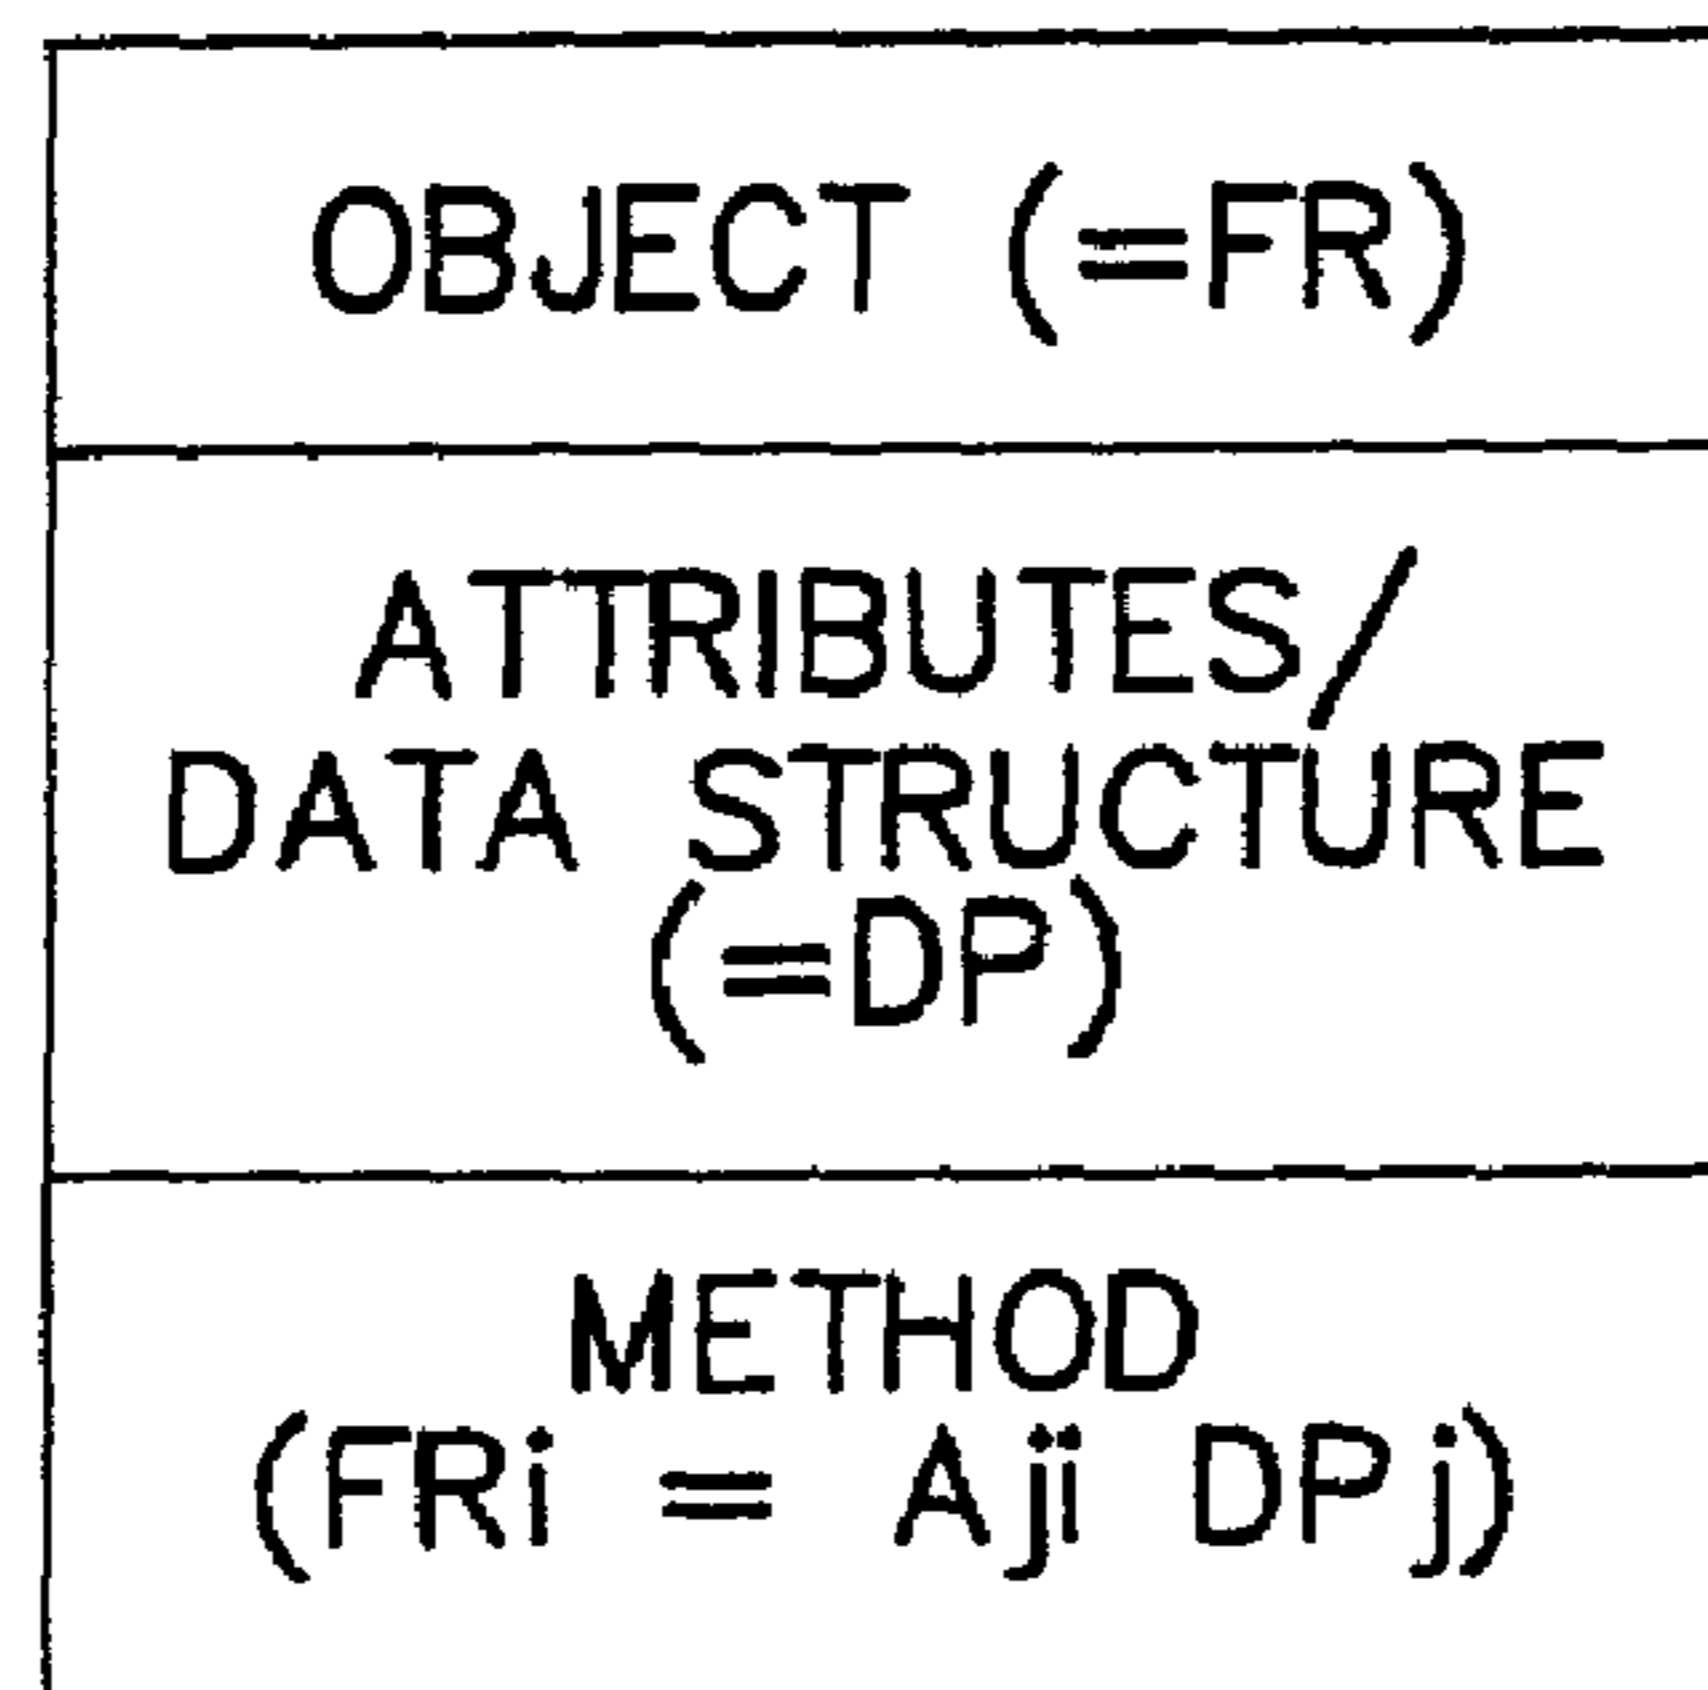 OBJECT (=FR)
ATTRIBUTES/
DATA STRUCTURE
(=DP)
METHOD
(FRi = Aji DPj)